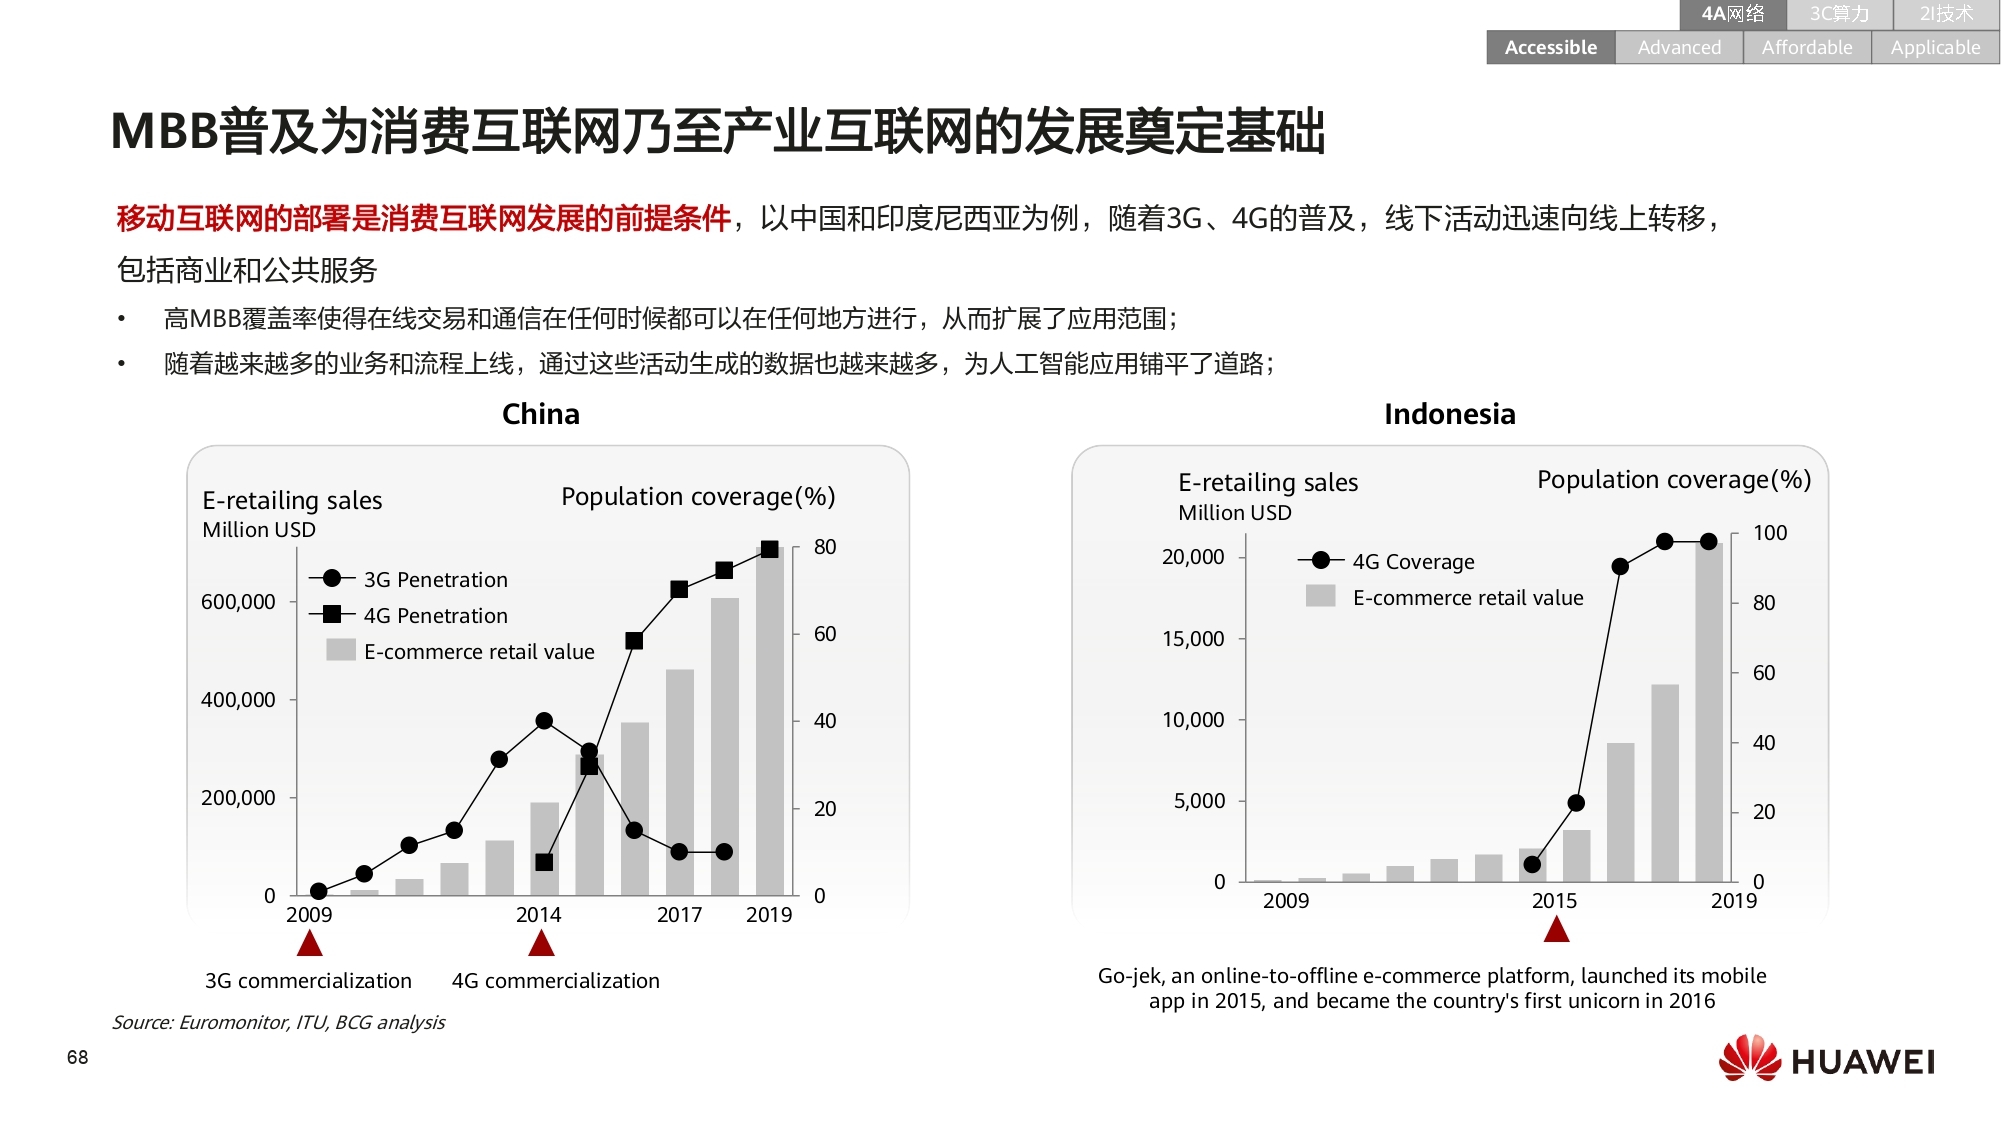 4A网络 3C算力 2I技术
Accessible Advanced Affordable Applicable
MBB普及为消费互联网乃至产业互联网的发展奠定基础
移动互联网的部署是消费互联网发展的前提条件，以中国和印度尼西亚为例，随着3G、4G的普及，线下活动迅速向线上转移，
包括商业和公共服务
• 高MBB覆盖率使得在线交易和通信在任何时候都可以在任何地方进行，从而扩展了应用范围；
• 随着越来越多的业务和流程上线，通过这些活动生成的数据也越来越多，为人工智能应用铺平了道路；
China
E-retailing sales
Million USD
Population coverage(%)
3G Penetration
4G Penetration
E-commerce retail value
600,000
400,000
200,000
0
80
60
40
20
0
2009 2014 2017 2019
3G commercialization 4G commercialization
Indonesia
E-retailing sales
Million USD
Population coverage(%)
4G Coverage
E-commerce retail value
20,000
15,000
10,000
5,000
0
100
80
60
40
20
0
2009 2015 2019
Go-jek, an online-to-offline e-commerce platform, launched its mobile
app in 2015, and became the country's first unicorn in 2016
Source: Euromonitor, ITU, BCG analysis
68
HUAWEI